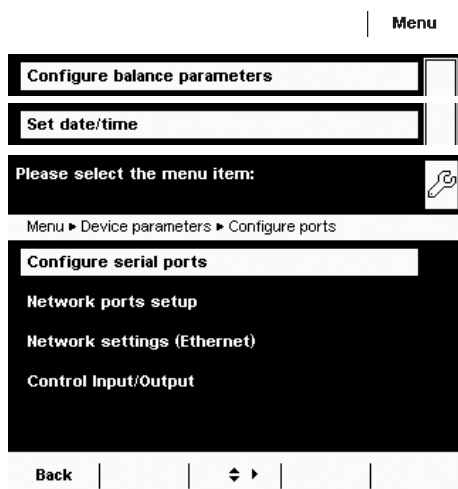 Menu
Configure balance parameters
Set date/time
Please select the menu item:
Menu ▸ Device parameters ▸ Configure ports
Configure serial ports
Network ports setup
Network settings (Ethernet)
Control Input/Output
Back